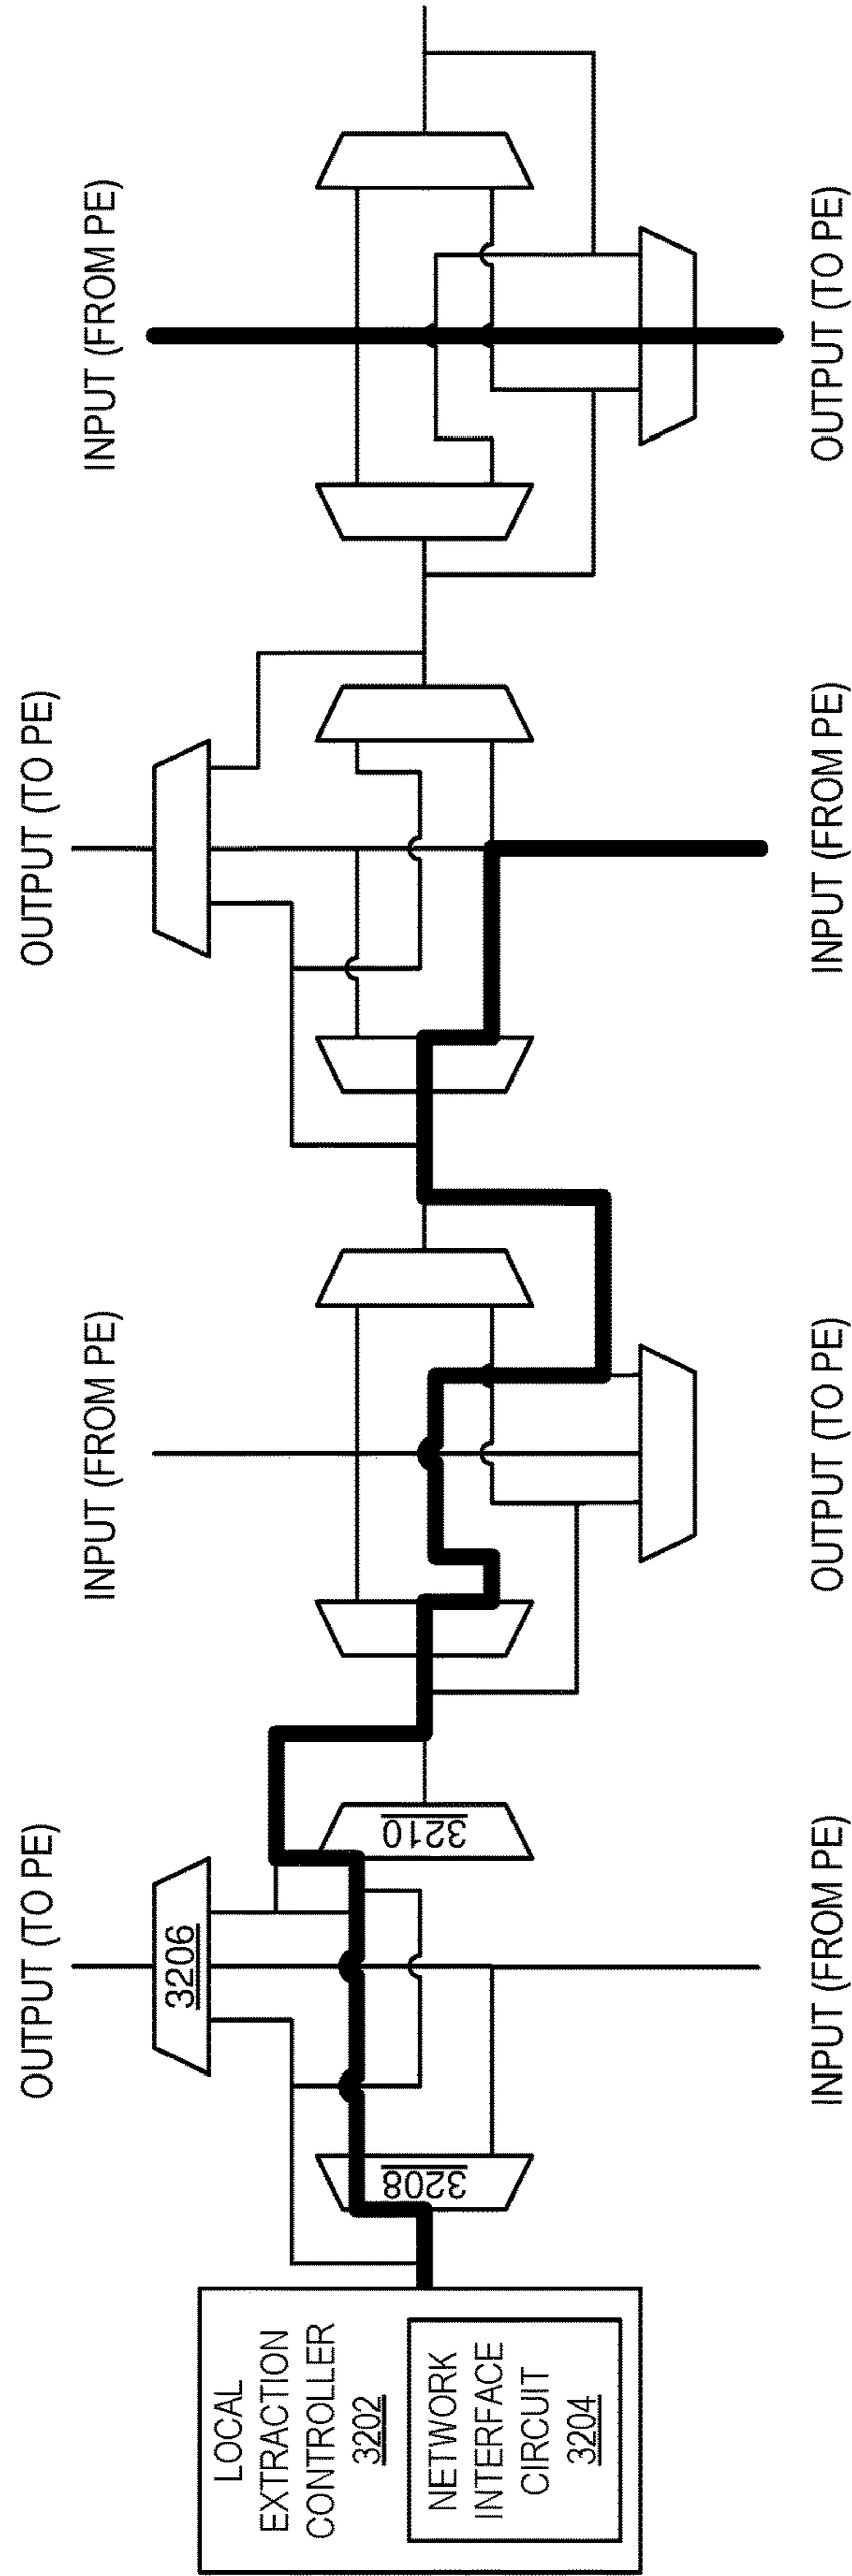 OUTPUT (TO PE)
INPUT (FROM PE)
OUTPUT (TO PE)
INPUT (FROM PE)
LOCAL
EXTRACTION
CONTROLLER
3202
NETWORK
INTERFACE
CIRCUIT
3204
3206
3208
3210
INPUT (FROM PE)
OUTPUT (TO PE)
INPUT (FROM PE)
OUTPUT (TO PE)